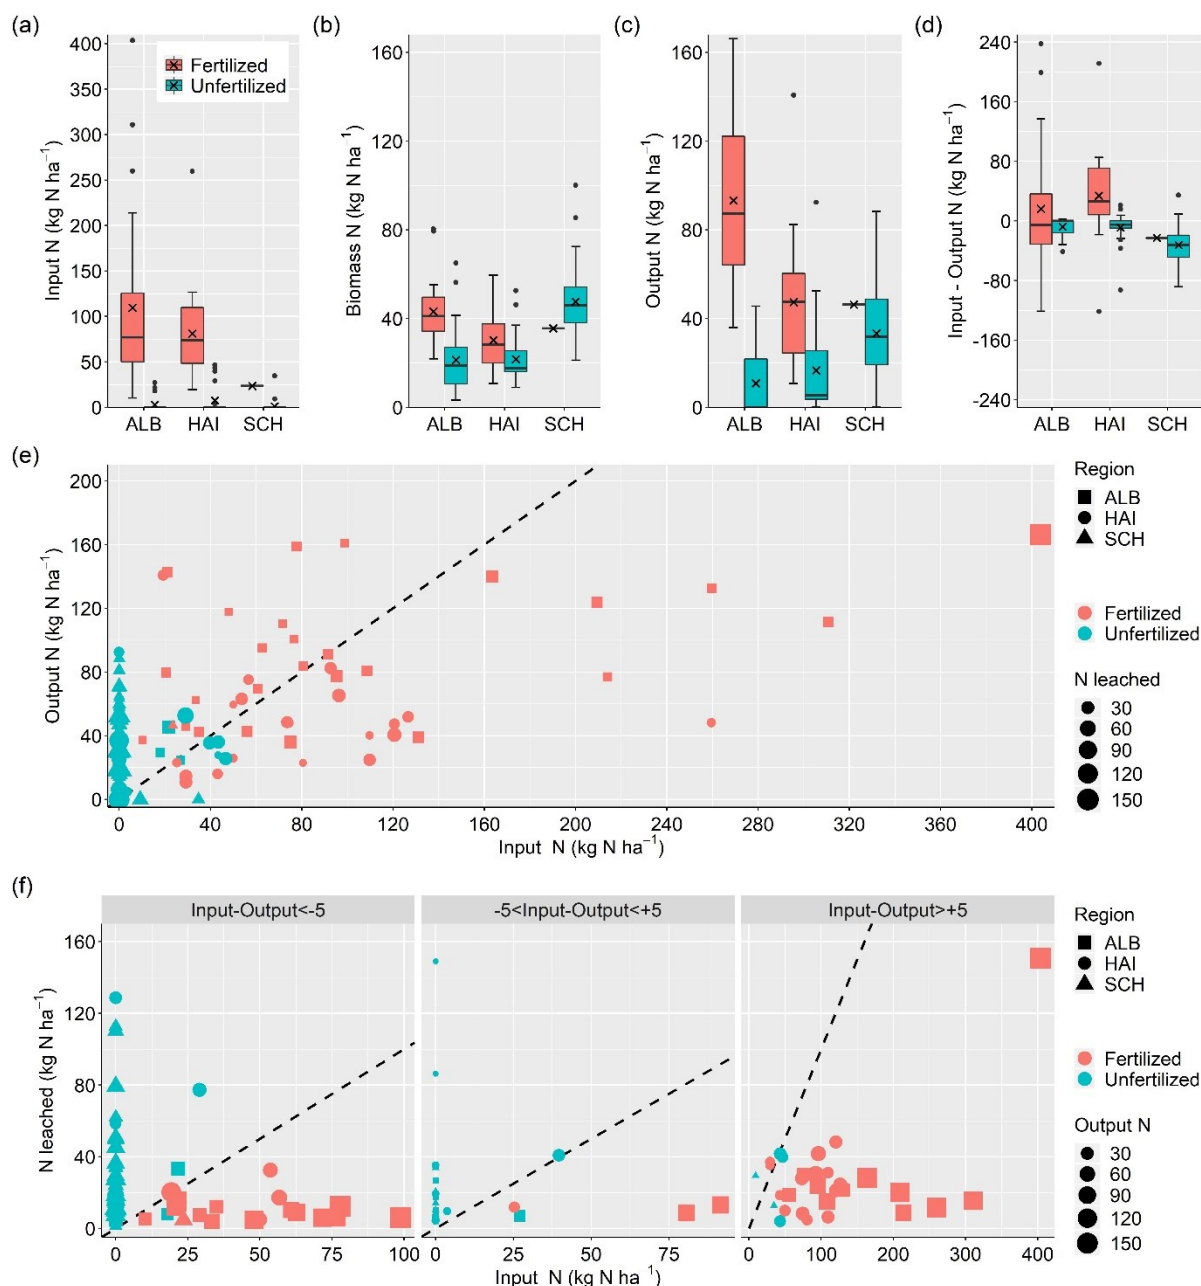 (a)
(b)
(c)
(d)
Input N (kg N ha⁻¹)
400
350
300
250
200
150
100
50
0
Fertilized
Unfertilized
ALB HAI SCH
Biomass N (kg N ha⁻¹)
160
120
80
40
0
ALB HAI SCH
Output N (kg N ha⁻¹)
160
120
80
40
0
ALB HAI SCH
Input - Output N (kg N ha⁻¹)
240
160
80
0
-80
-160
-240
ALB HAI SCH
(e)
Output N (kg N ha⁻¹)
200
160
120
80
40
0
0 40 80 120 160 200 240 280 320 360 400
Input N (kg N ha⁻¹)
Region
ALB
HAI
SCH
Fertilized
Unfertilized
N leached
30
60
90
120
150
(f)
Input-Output<-5
-5<Input-Output<+5
Input-Output>+5
N leached (kg N ha⁻¹)
160
120
80
40
0
0 25 50 75 100
0 25 50 75
0 100 200 300 400
Input N (kg N ha⁻¹)
Region
ALB
HAI
SCH
Fertilized
Unfertilized
Output N
30
60
90
120
150